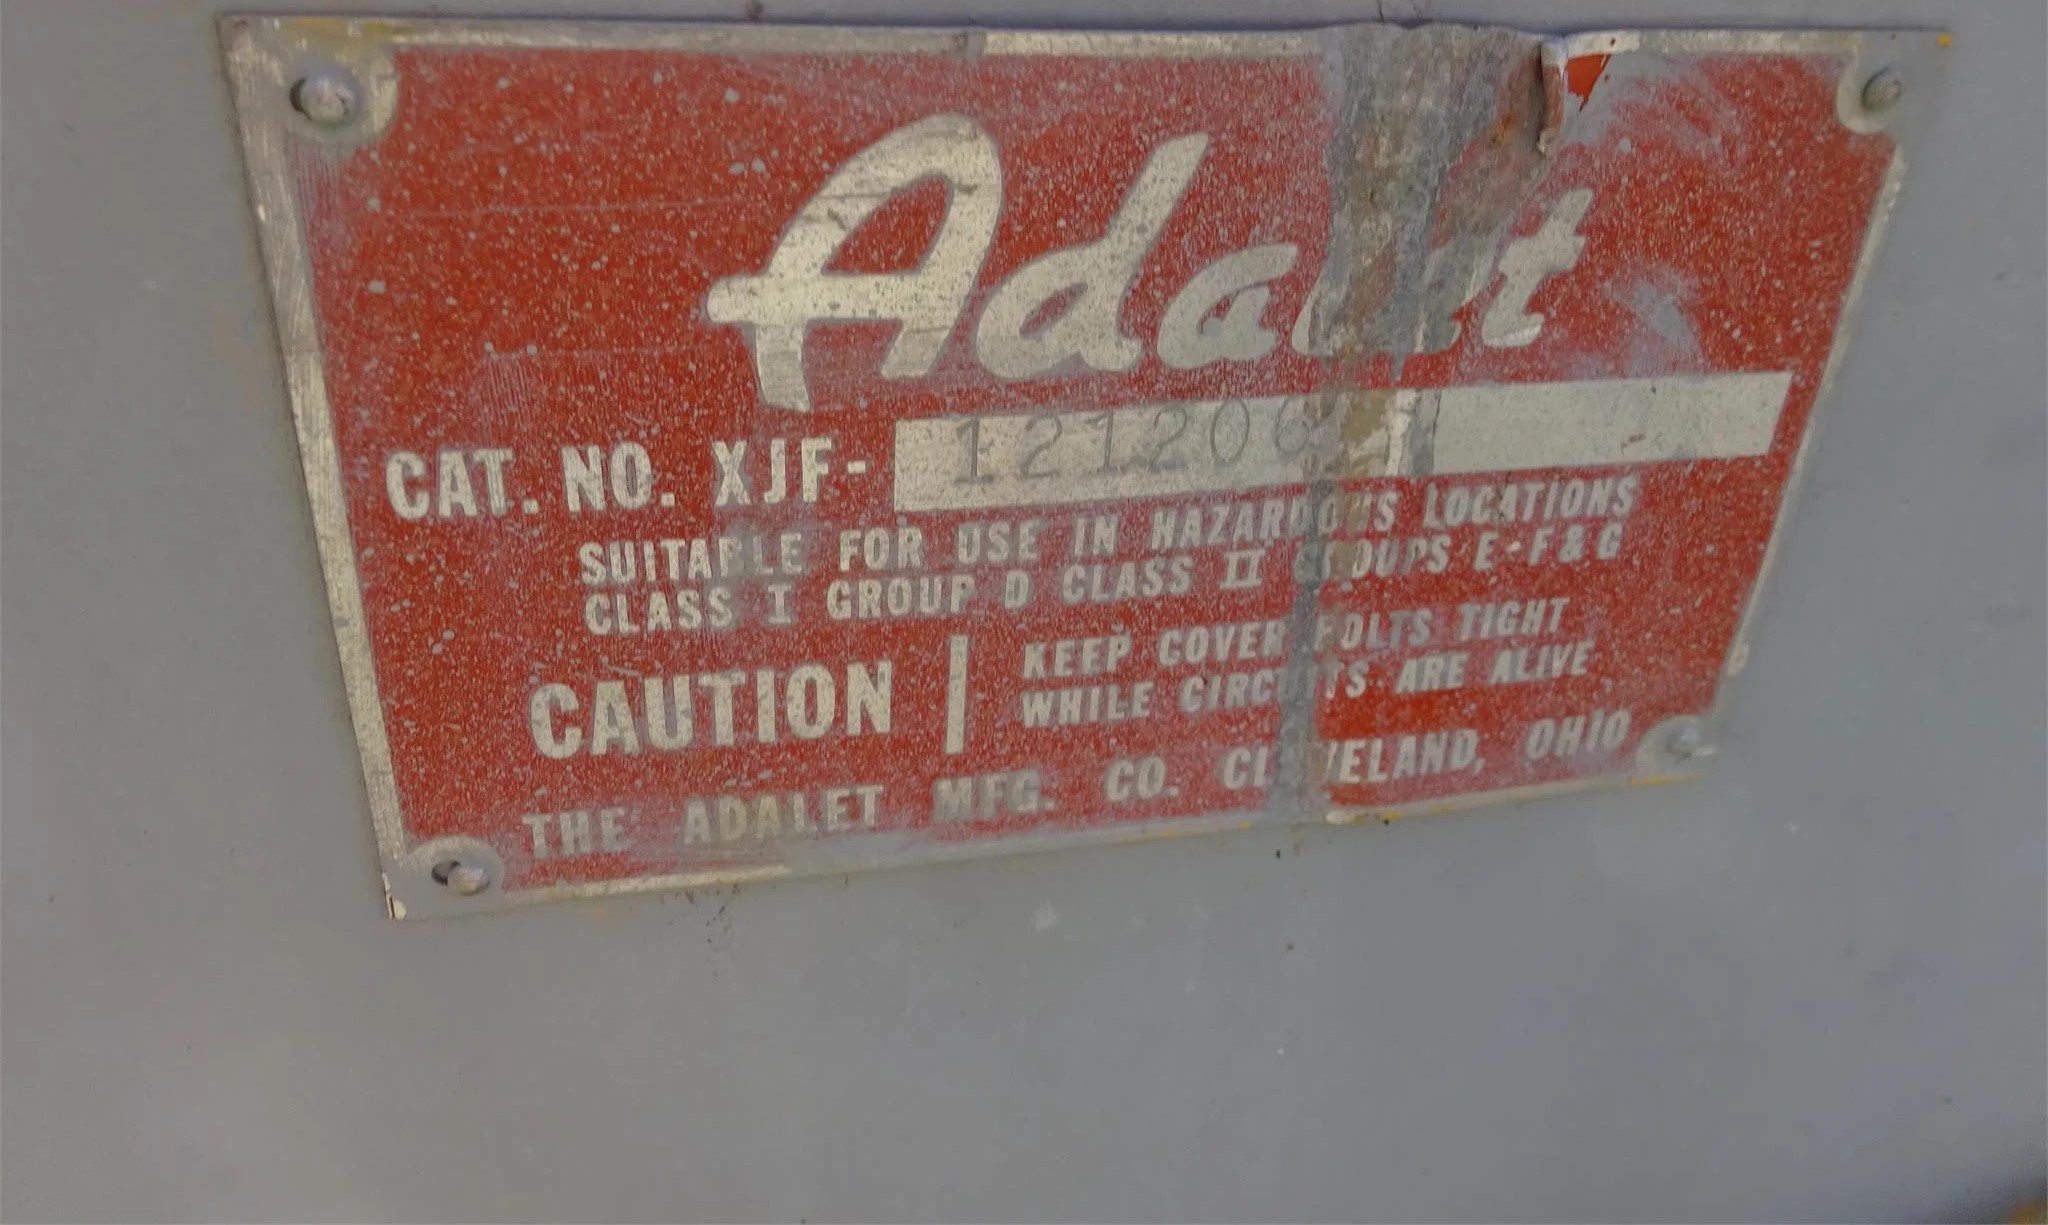 Adalet
CAT. NO. XJF- 121206
SUITABLE FOR USE IN HAZARDOUS LOCATIONS
CLASS I GROUP D CLASS II GROUPS E-F&G
CAUTION
KEEP COVER BOLTS TIGHT
WHILE CIRCUITS ARE ALIVE
THE ADALET MFG. CO. CLEVELAND, OHIO